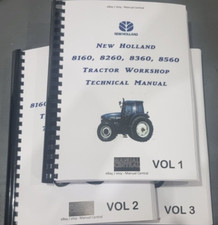 NEW HOLLAND
New Holland
8160, 8260, 8360, 8560
Tractor Workshop
Technical Manual
VOL 1
8160
T
VOL 2
VOL 3